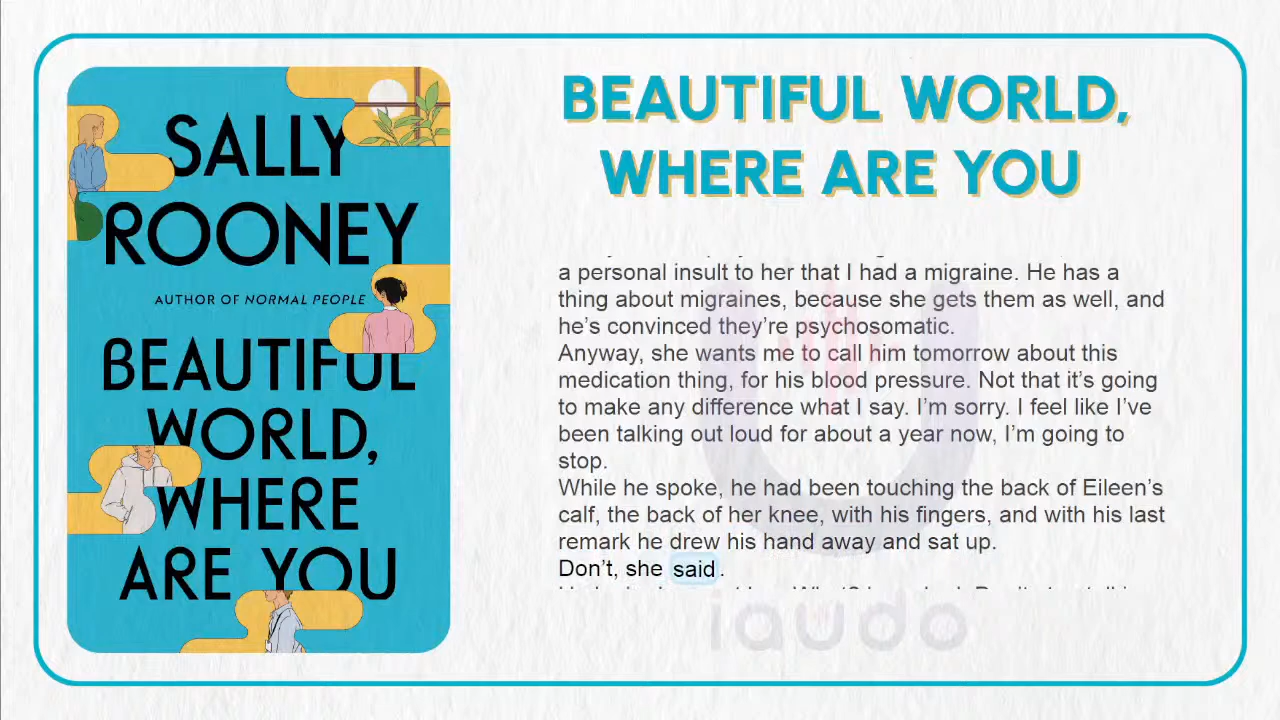 SALLY
ROONEY
AUTHOR OF NORMAL PEOPLE
BEAUTIFUL
WORLD,
WHERE
ARE YOU
BEAUTIFUL WORLD,
WHERE ARE YOU
a personal insult to her that I had a migraine. He has a
thing about migraines, because she gets them as well, and
he’s convinced they’re psychosomatic.
Anyway, she wants me to call him tomorrow about this
medication thing, for his blood pressure. Not that it’s going
to make any difference what I say. I’m sorry. I feel like I’ve
been talking out loud for about a year now, I’m going to
stop.
While he spoke, he had been touching the back of Eileen’s
calf, the back of her knee, with his fingers, and with his last
remark he drew his hand away and sat up.
Don’t, she said.
iaudo